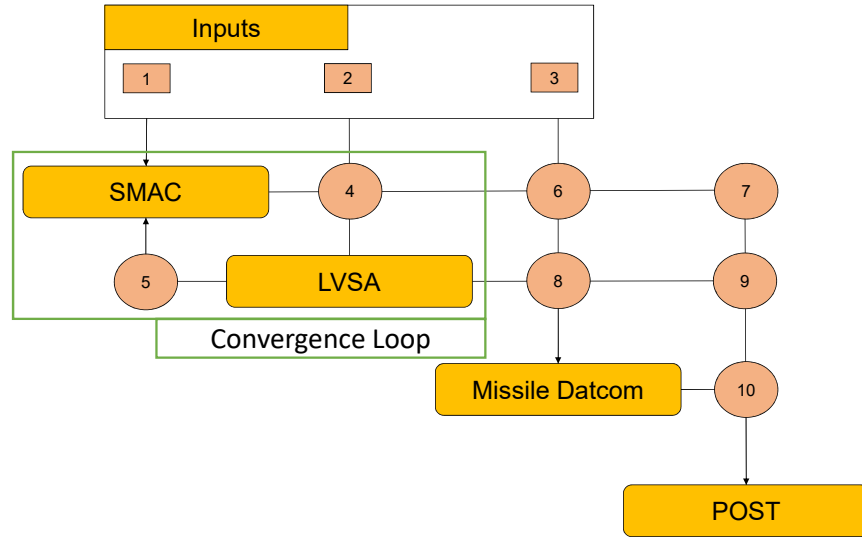 Inputs
1
2
3
SMAC
4
6
7
5
LVSA
8
9
Convergence Loop
Missile Datcom
10
POST